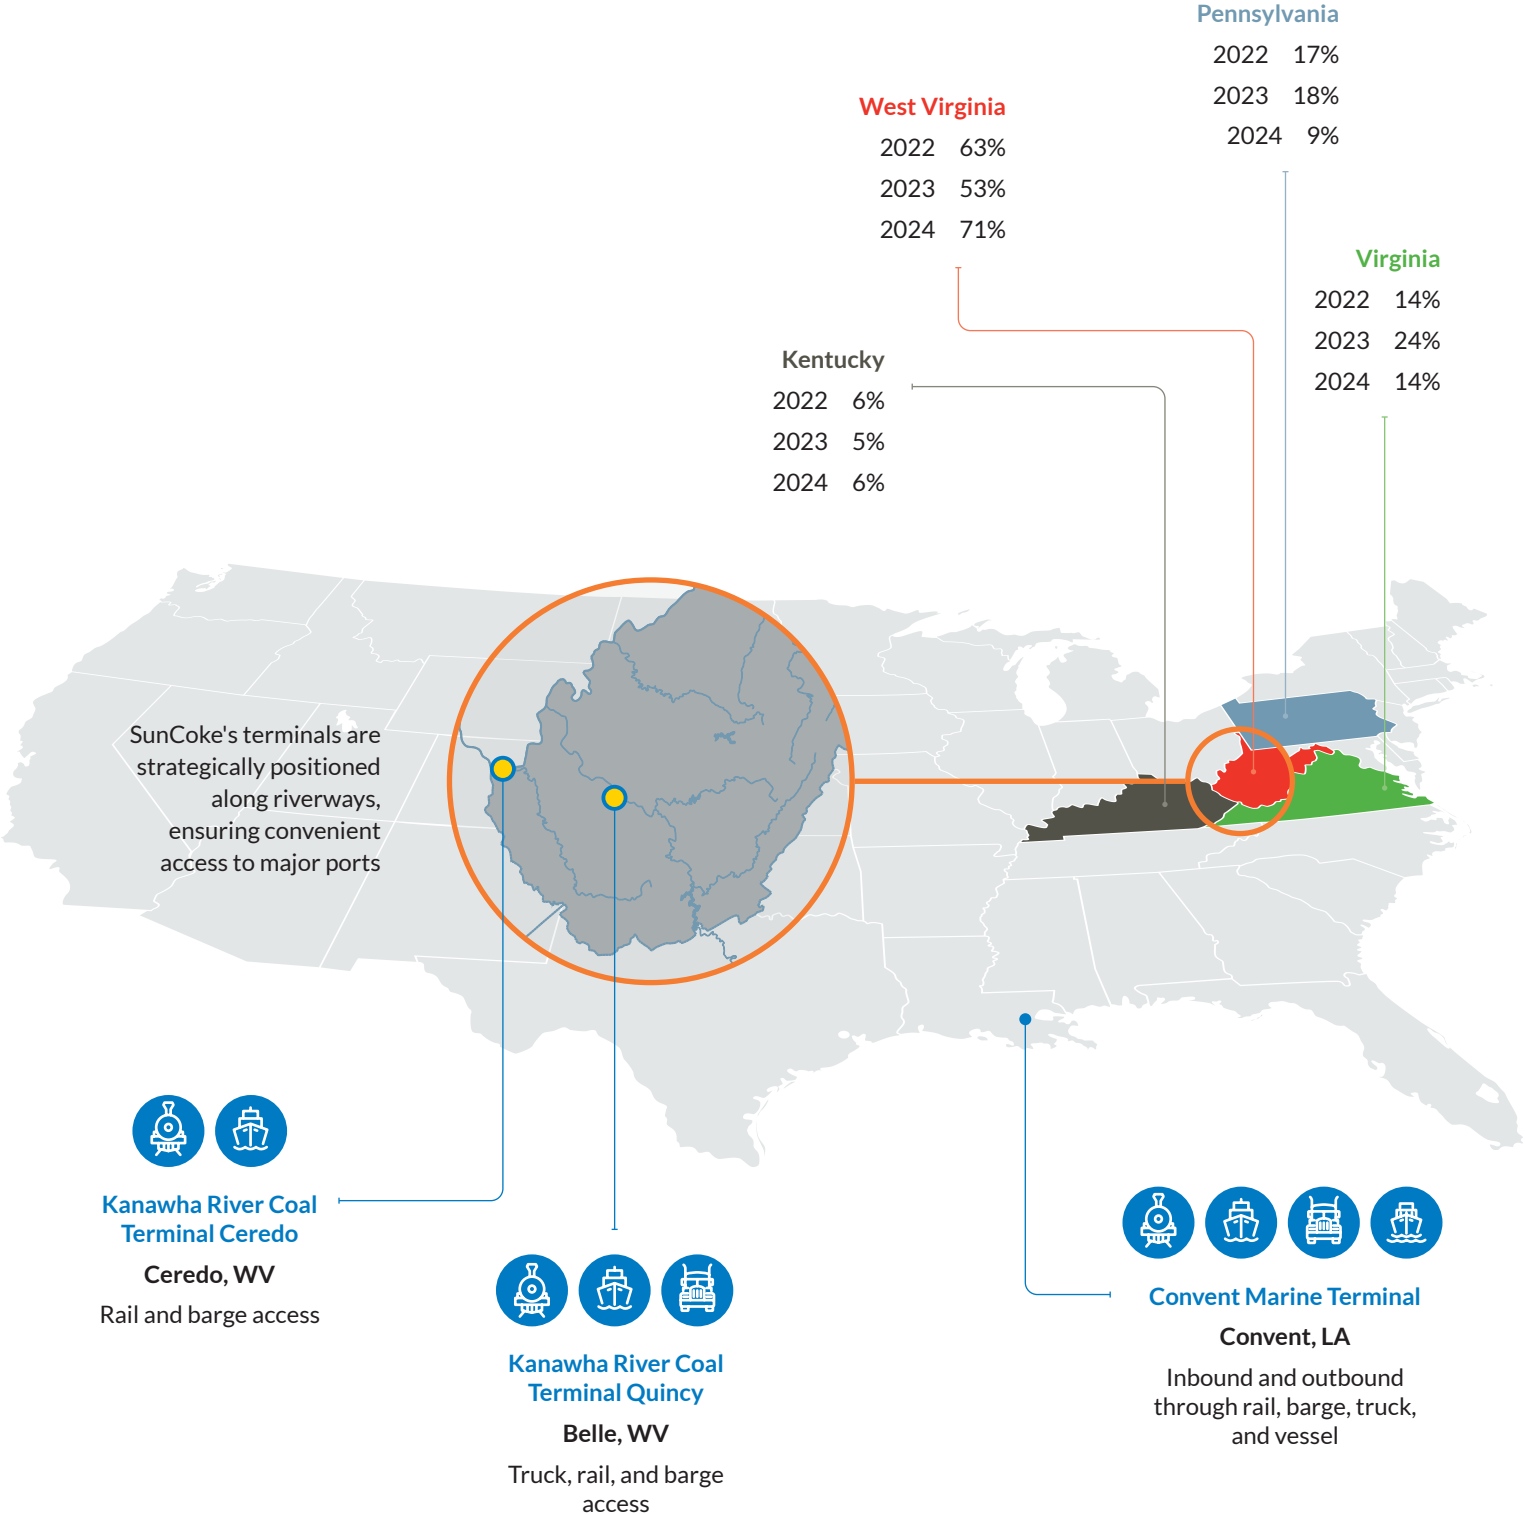 Pennsylvania
2022 17%
2023 18%
2024 9%
West Virginia
2022 63%
2023 53%
2024 71%
Virginia
2022 14%
2023 24%
2024 14%
Kentucky
2022 6%
2023 5%
2024 6%
SunCoke's terminals are
strategically positioned
along riverways,
ensuring convenient
access to major ports
Kanawha River Coal
Terminal Ceredo
Ceredo, WV
Rail and barge access
Kanawha River Coal
Terminal Quincy
Belle, WV
Truck, rail, and barge
access
Convent Marine Terminal
Convent, LA
Inbound and outbound
through rail, barge, truck,
and vessel